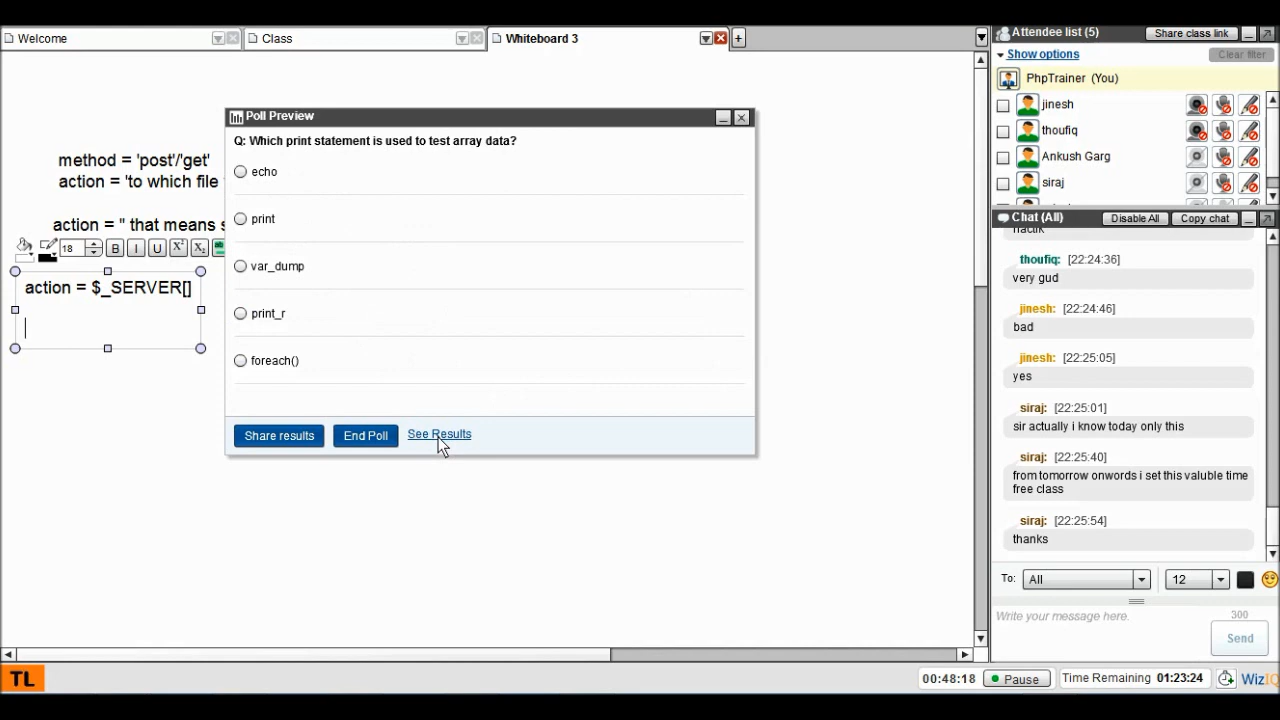 Welcome
Class
Whiteboard 3
+
Attendee list (5)
Share class link
Show options
Clear filter
PhpTrainer (You)
jinesh
thoufiq
Ankush Garg
siraj
Poll Preview
Q: Which print statement is used to test array data?
echo
print
var_dump
print_r
foreach()
Share results
End Poll
See Results
method = 'post'/'get'
action = 'to which file
action = '' that means s
18
B
I
U
X²
X₂
action = $_SERVER[]
Chat (All)
Disable All
Copy chat
thoufiq: [22:24:36]
very gud
jinesh: [22:24:46]
bad
jinesh: [22:25:05]
yes
siraj: [22:25:01]
sir actually i know today only this
siraj: [22:25:40]
from tomorrow onwords i set this valuble time
free class
siraj: [22:25:54]
thanks
To:
All
12
Write your message here.
300
Send
TL
00:48:18
Pause
Time Remaining
01:23:24
WizIQ